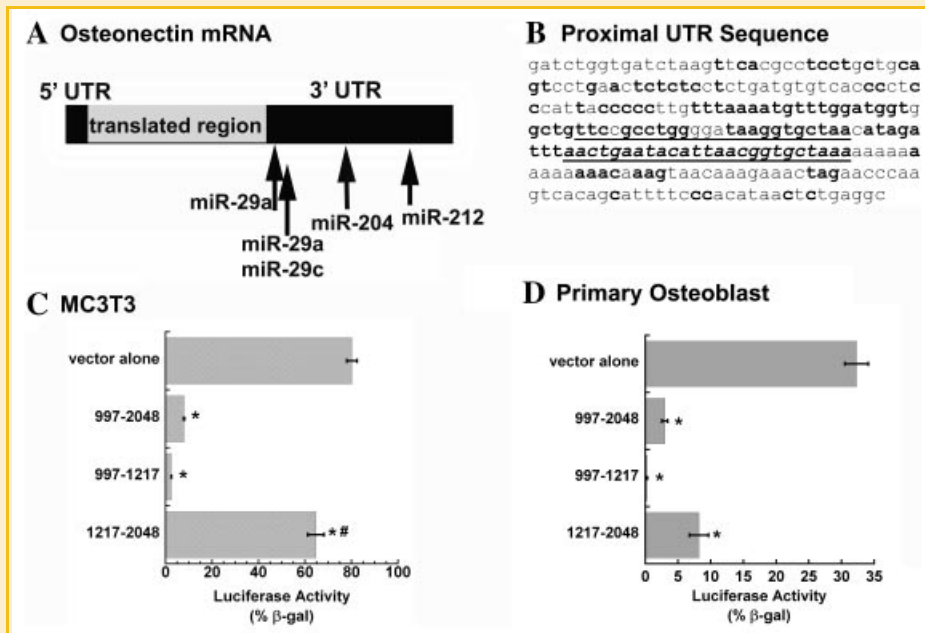 A Osteonectin mRNA
5' UTR
3' UTR
translated region
miR-29a
miR-204
miR-212
miR-29a
miR-29c
B Proximal UTR Sequence
gatctggtgatctaagttcacgcctcctgctgca
gtcctgaactctctcctctgatgtgtcacccctc
ccattacccccttgtttaaaatgtttggatggtg
gctgttccgcctggggataaggtgctaacataga
tttaactgaatacattaacggtgctaaaaaaaaa
aaaaaaacaaagtaacaaagaaactagaacccaa
gtcacagcattttcccacataactctgaggc
C MC3T3
vector alone
997-2048
*
997-1217
*
1217-2048
*#
0 20 40 60 80 100
Luciferase Activity
(% β-gal)
D Primary Osteoblast
vector alone
997-2048
*
997-1217
*
1217-2048
*
0 5 10 15 20 25 30 35
Luciferase Activity
(% β-gal)